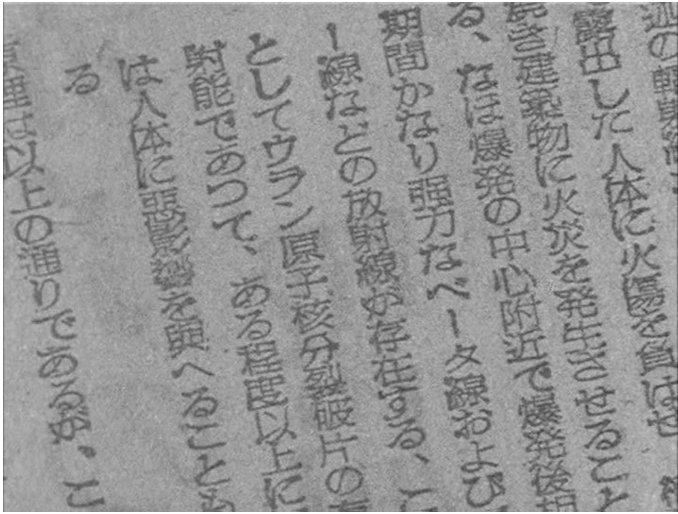 露出した人体に火傷を負はせ
き建築物に火災を発生させること
る、なほ爆発の中心附近で爆発後相
期間かなり強力なベータ線および
ー線などの放射線が存在する、こ
としてウラン原子核分裂破片の
射能であつて、ある程度以上に
は人体に悪影響を與へることも
る
原理は以上の通りであるが、こ